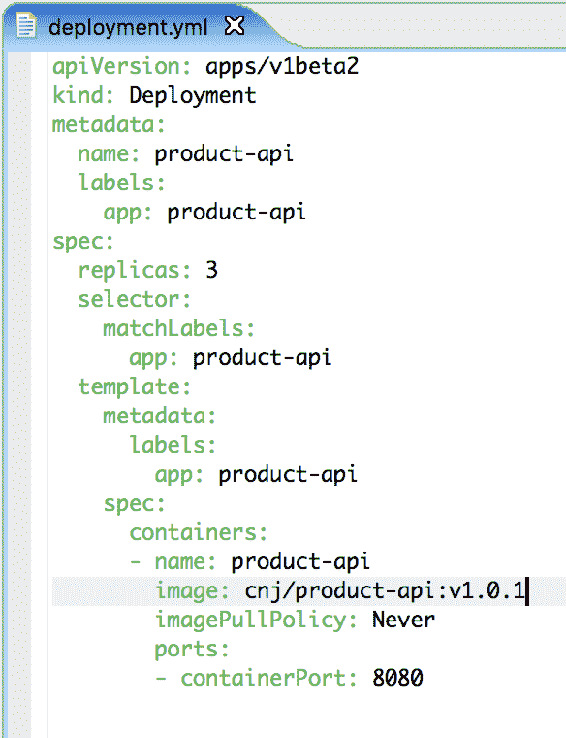 deployment.yml
apiVersion: apps/v1beta2
kind: Deployment
metadata:
  name: product-api
  labels:
    app: product-api
spec:
  replicas: 3
  selector:
    matchLabels:
      app: product-api
  template:
    metadata:
      labels:
        app: product-api
    spec:
      containers:
      - name: product-api
        image: cnj/product-api:v1.0.1
        imagePullPolicy: Never
        ports:
        - containerPort: 8080